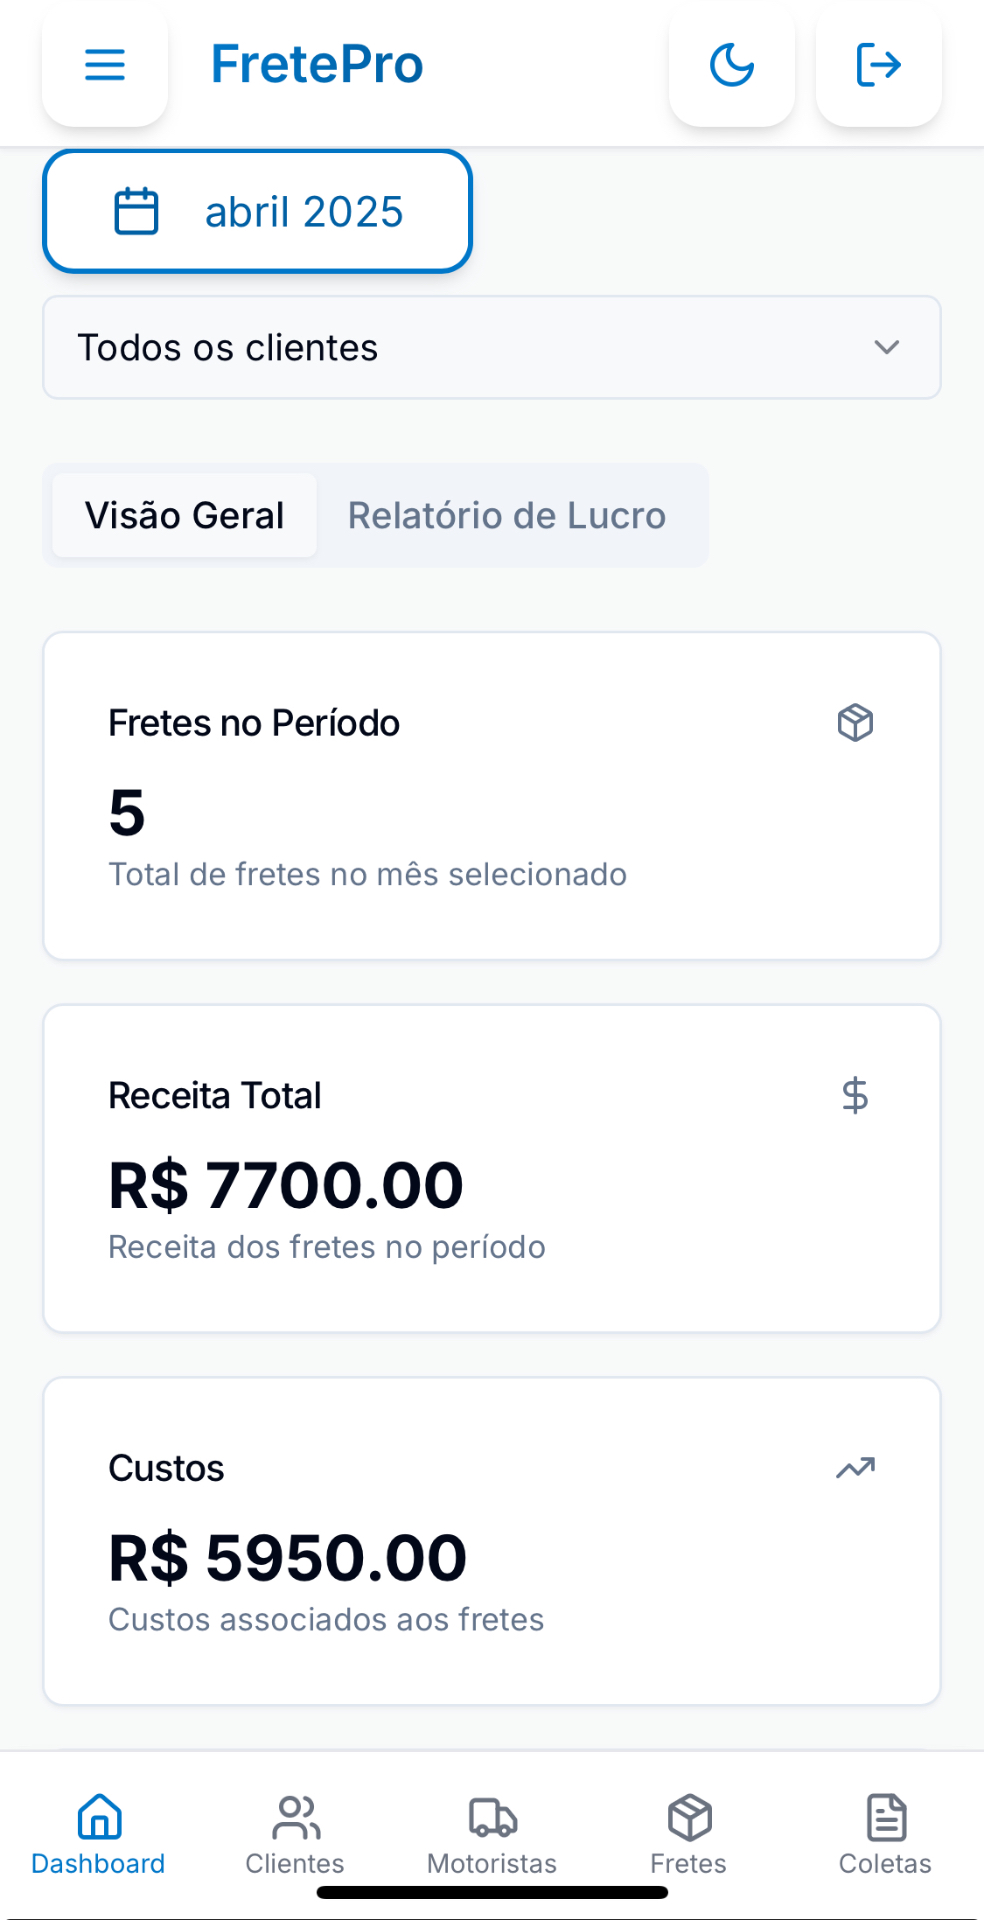 FretePro
abril 2025
Todos os clientes
Visão Geral
Relatório de Lucro
Fretes no Período
5
Total de fretes no mês selecionado
Receita Total
R$ 7700.00
Receita dos fretes no período
Custos
R$ 5950.00
Custos associados aos fretes
Dashboard
Clientes
Motoristas
Fretes
Coletas